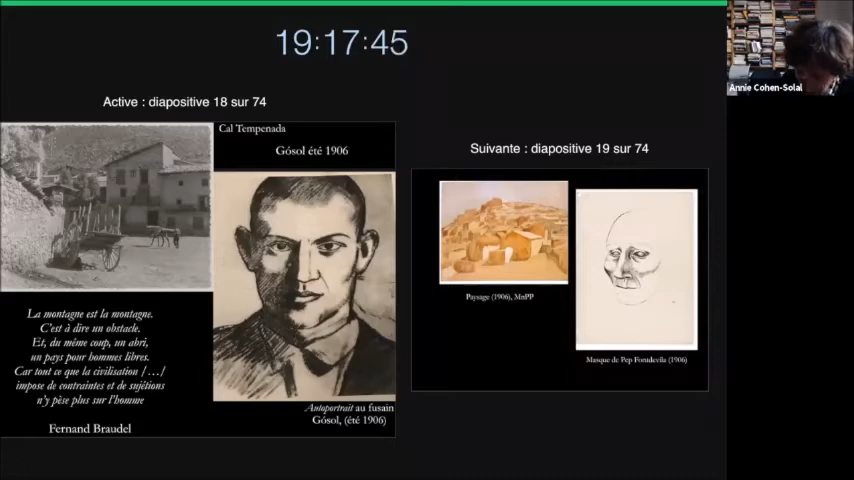 19:17:45
Annie Cohen-Solal
Active : diapositive 18 sur 74
Cal Tempenada
Gósol été 1906
La montagne est la montagne.
C'est à dire un obstacle.
Et, du même coup, un abri,
un pays pour hommes libres.
Car tout ce que la civilisation /…/
impose de contraintes et de sujétions
n'y pèse plus sur l'homme
Fernand Braudel
Autoportrait au fusain
Gósol, (été 1906)
Suivante : diapositive 19 sur 74
Paysage (1906), MnPP
Masque de Pep Fontdevila (1906)